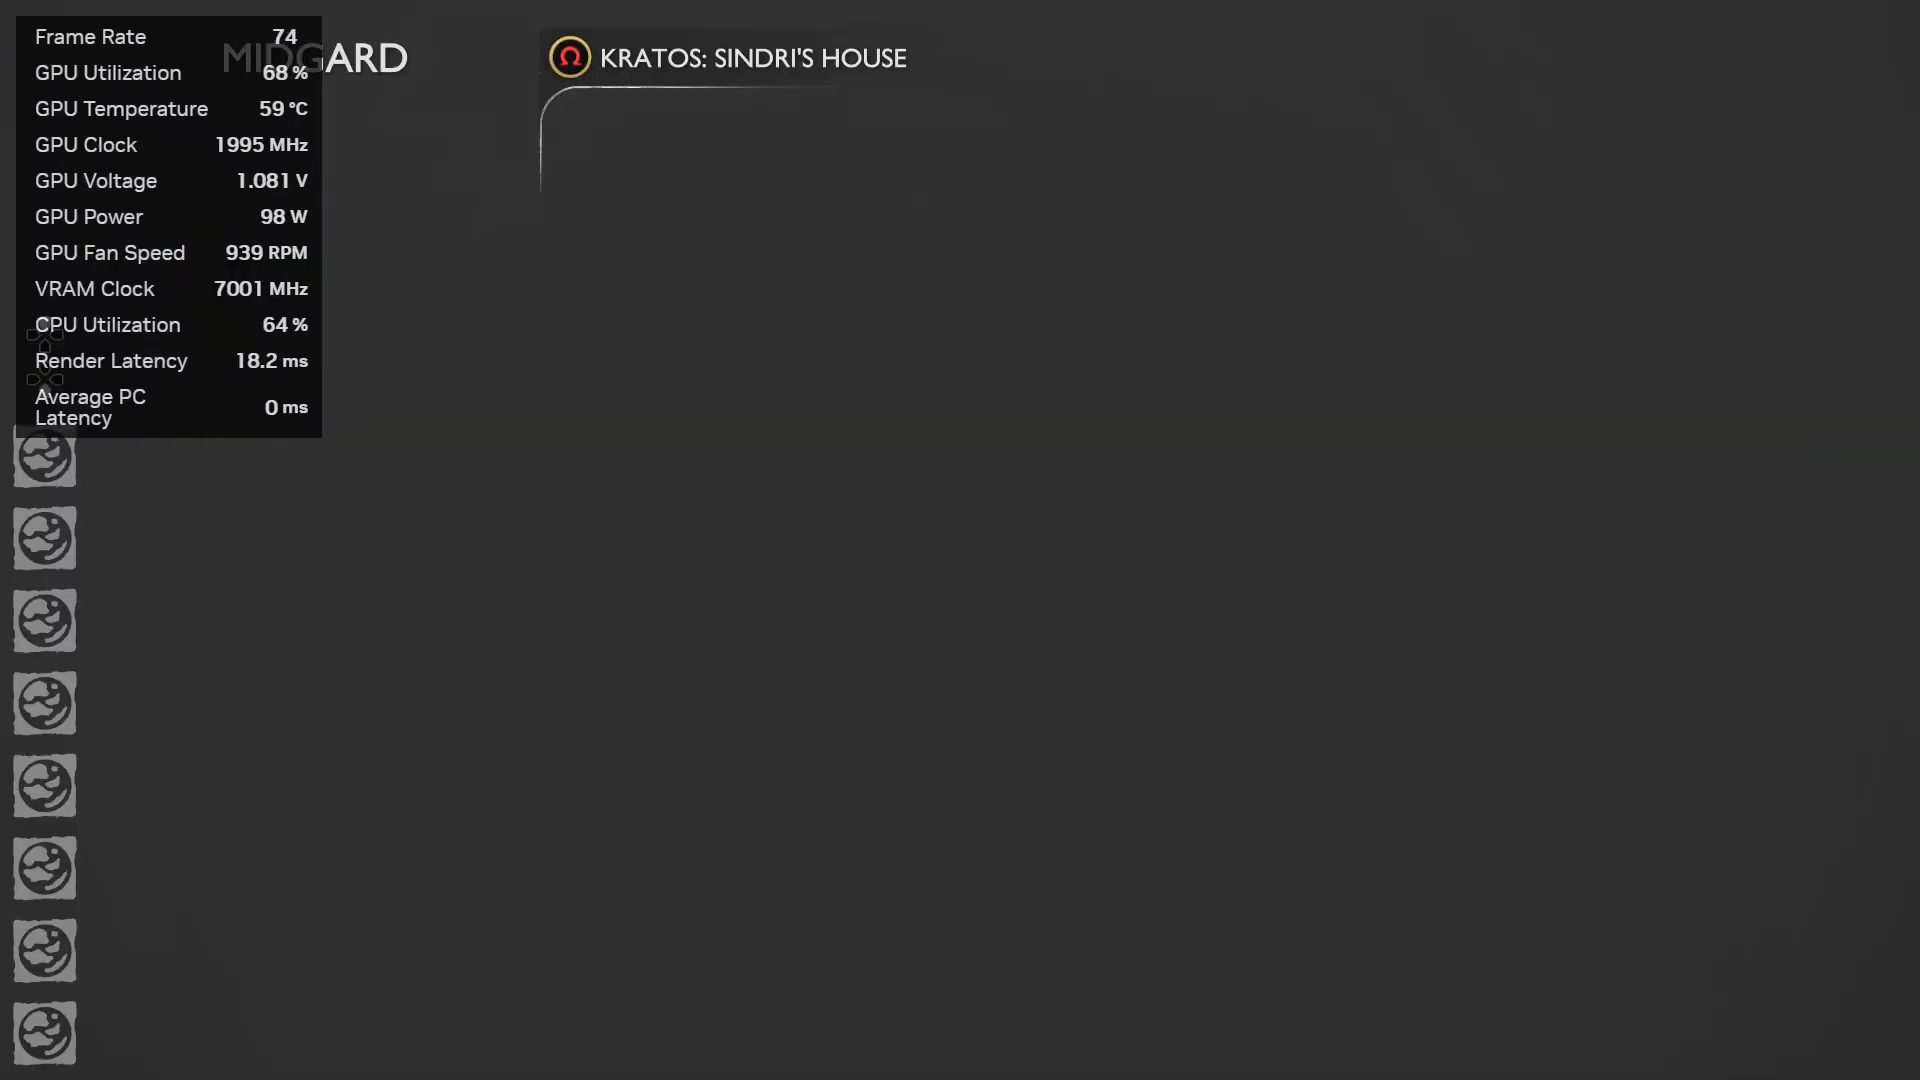 MIDGARD
KRATOS: SINDRI'S HOUSE
Frame Rate 74
GPU Utilization 68 %
GPU Temperature 59 °C
GPU Clock 1995 MHz
GPU Voltage 1.081 V
GPU Power 98 W
GPU Fan Speed 939 RPM
VRAM Clock 7001 MHz
CPU Utilization 64 %
Render Latency 18.2 ms
Average PC
Latency 0 ms